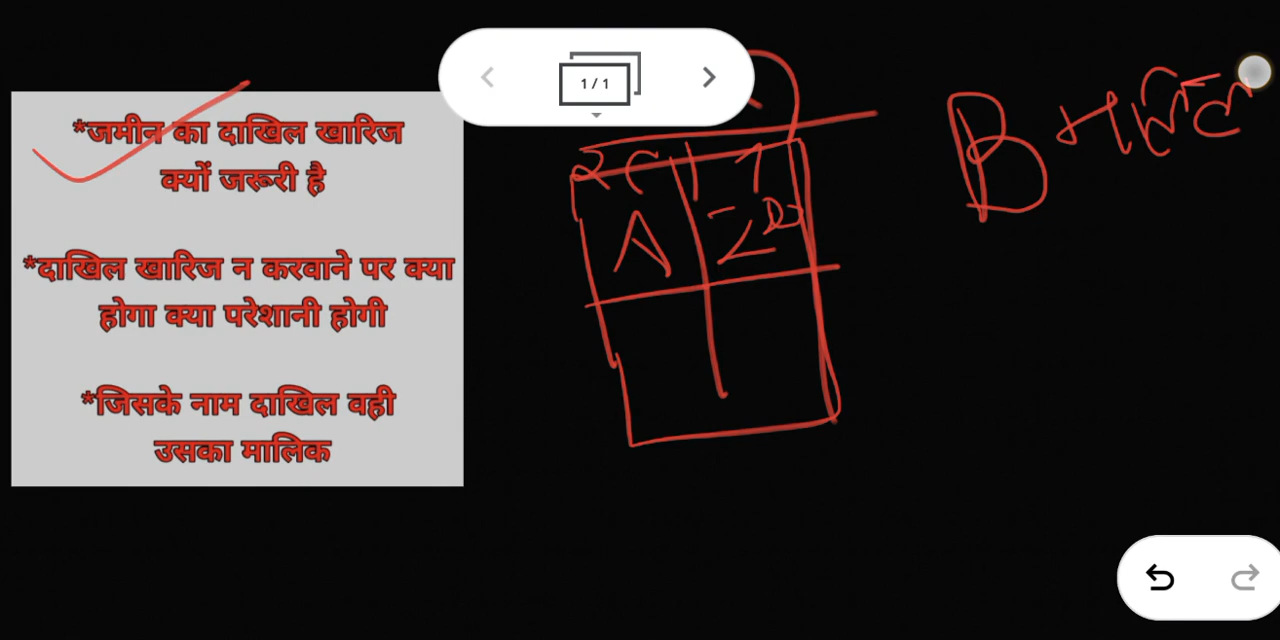 *जमीन का दाखिल खारिज
क्यों जरूरी है
*दाखिल खारिज न करवाने पर क्या
होगा क्या परेशानी होगी
*जिसके नाम दाखिल वही
उसका मालिक
1 / 1
A
B